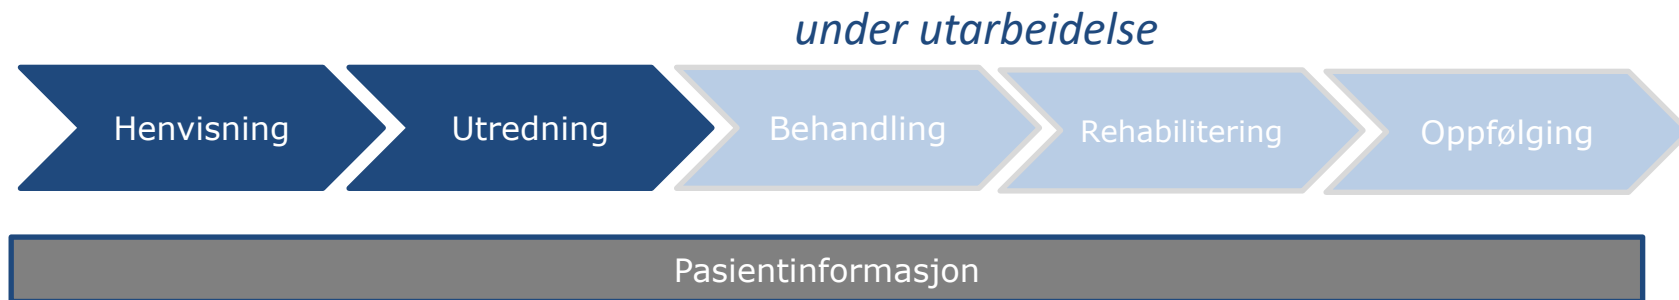 under utarbeidelse
Henvisning
Utredning
Behandling
Rehabilitering
Oppfølging
Pasientinformasjon